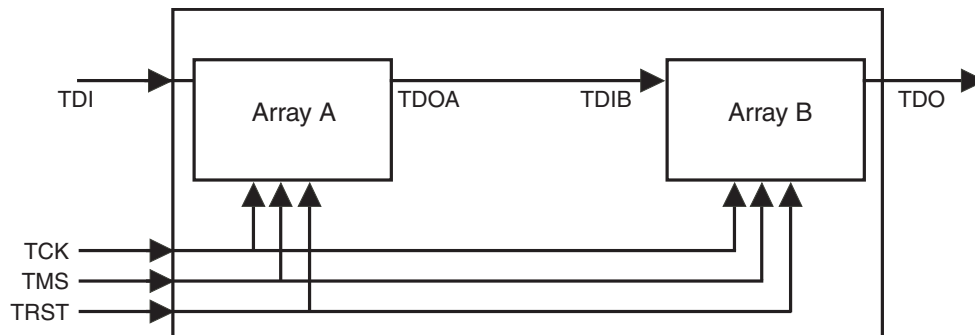 Array A
Array B
TDI
TDOA
TDIB
TDO
TCK
TMS
TRST